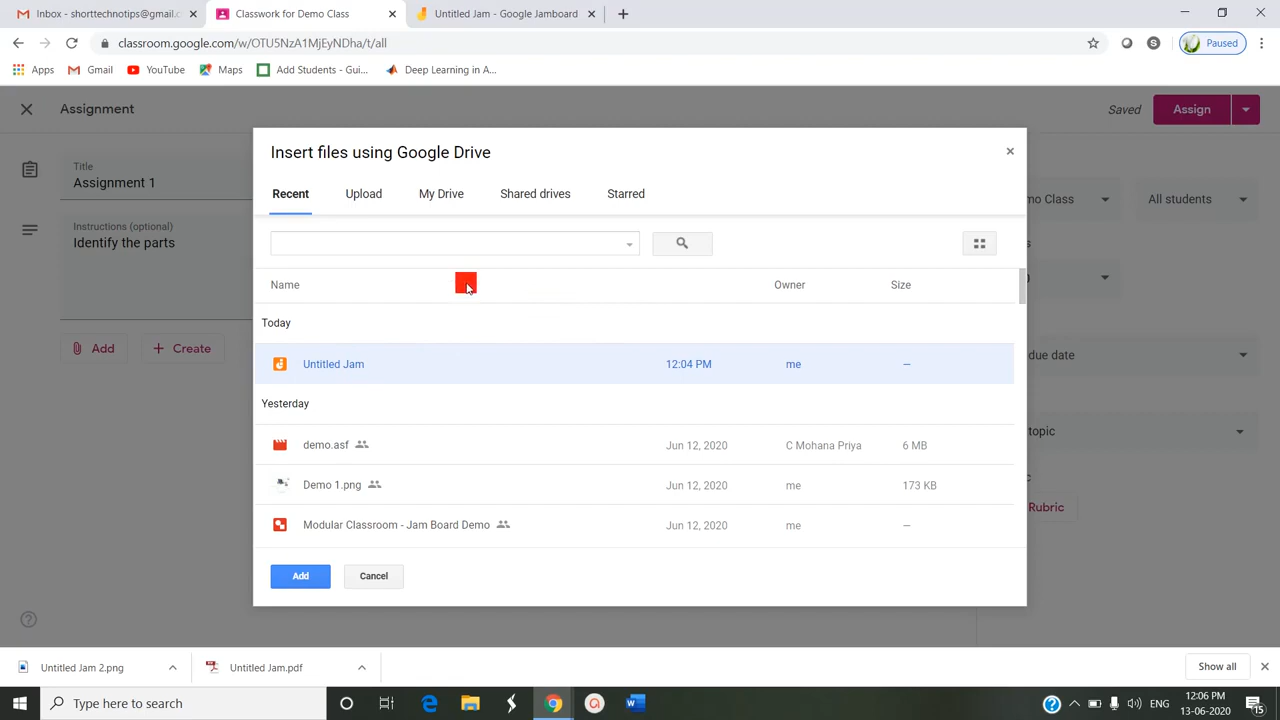 Inbox - shorttechnotips@gmail.c
Classwork for Demo Class
Untitled Jam - Google Jamboard
classroom.google.com/w/OTU5NzA1MjEyNDha/t/all
S
Paused
Apps
Gmail
YouTube
Maps
Add Students - Gui...
Deep Learning in A...
Assignment
Saved
Assign
Title
Assignment 1
Instructions (optional)
Identify the parts
Add
Create
Insert files using Google Drive
Recent
Upload
My Drive
Shared drives
Starred
Name
Owner
Size
Today
Untitled Jam
12:04 PM
me
—
Yesterday
demo.asf
Jun 12, 2020
C Mohana Priya
6 MB
Demo 1.png
Jun 12, 2020
me
173 KB
Modular Classroom - Jam Board Demo
Jun 12, 2020
me
—
Add
Cancel
mo Class
All students
s
0
due date
topic
c
Rubric
Untitled Jam 2.png
Untitled Jam.pdf
Show all
Type here to search
ENG
12:06 PM
13-06-2020
15